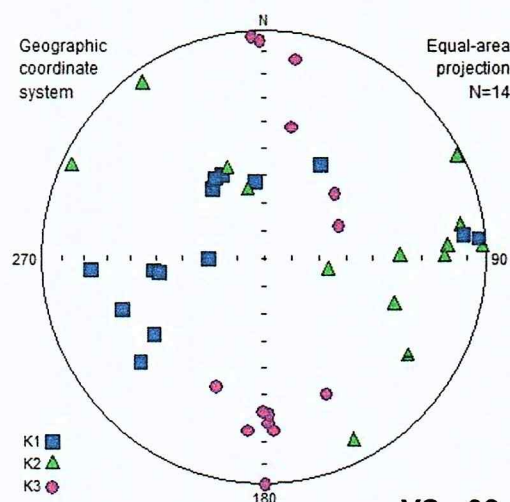 N
Geographic
coordinate
system
Equal-area
projection
N=14
270
90
K1
K2
K3
180